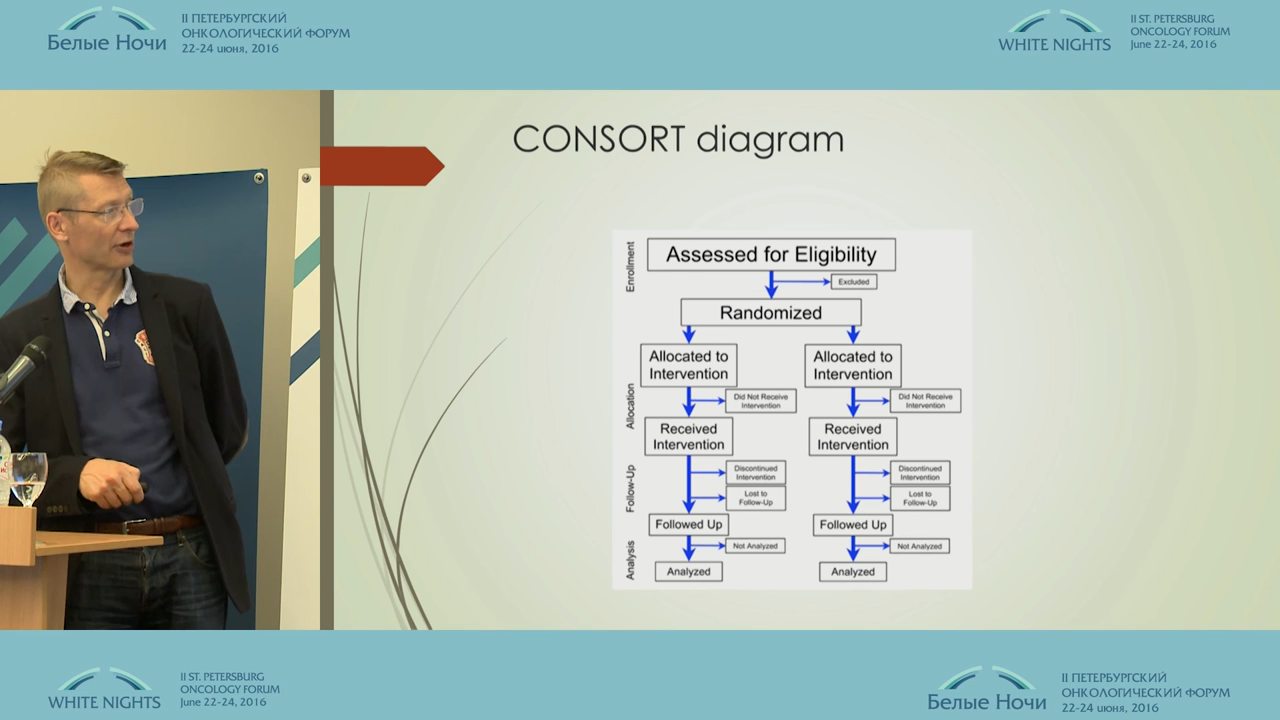 Белые Ночи
II ПЕТЕРБУРГСКИЙ
ОНКОЛОГИЧЕСКИЙ ФОРУМ
22-24 июня, 2016
WHITE NIGHTS
II ST. PETERSBURG
ONCOLOGY FORUM
June 22-24, 2016
CONSORT diagram
Enrollment
Assessed for Eligibility
Excluded
Randomized
Allocation
Allocated to
Intervention
Allocated to
Intervention
Did Not Receive
Intervention
Did Not Receive
Intervention
Received
Intervention
Received
Intervention
Follow-Up
Discontinued
Intervention
Discontinued
Intervention
Lost to
Follow-Up
Lost to
Follow-Up
Followed Up
Followed Up
Analysis
Not Analyzed
Not Analyzed
Analyzed
Analyzed
WHITE NIGHTS
II ST. PETERSBURG
ONCOLOGY FORUM
June 22-24, 2016
Белые Ночи
II ПЕТЕРБУРГСКИЙ
ОНКОЛОГИЧЕСКИЙ ФОРУМ
22-24 июня, 2016